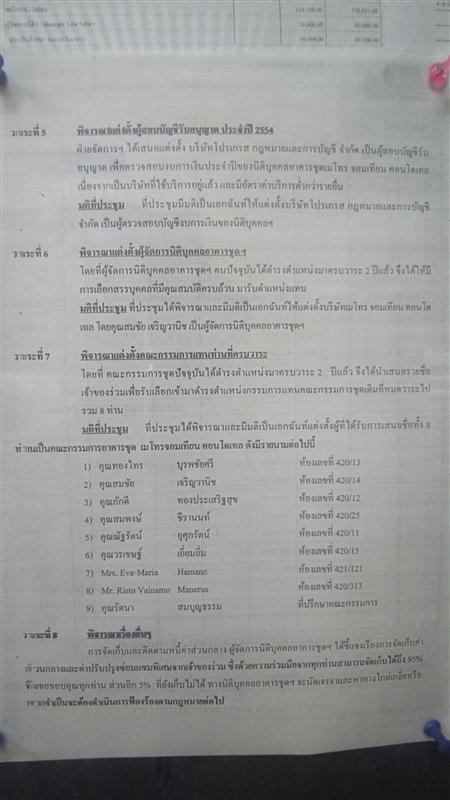 พนักงาน / Salary 114,700.00 178,823.00
ผู้จัดการนิติ / Manager Law Salary 50,000.00 50,000.00
ประกันสังคม / Social Security
วาระที่ 5 พิจารณาแต่งตั้งผู้สอบบัญชีรับอนุญาต ประจำปี 2554
ฝ่ายจัดการฯ ได้เสนอแต่งตั้ง บริษัทโปรเกรส กฎหมายและการบัญชี จำกัด เป็นผู้สอบบัญชีรับ
อนุญาต เพื่อตรวจสอบงบการเงินประจำปีของนิติบุคคลอาคารชุดเมโทร จอมเทียน คอนโดเทล
เนื่องจากเป็นบริษัทที่ใช้บริการอยู่แล้ว และมีอัตราค่าบริการต่ำกว่ารายอื่น
มติที่ประชุม ที่ประชุมมีมติเป็นเอกฉันท์ให้แต่งตั้งบริษัทโปรเกรส กฎหมายและการบัญชี
จำกัด เป็นผู้ตรวจสอบบัญชีงบการเงินของนิติบุคคลฯ
วาระที่ 6 พิจารณาแต่งตั้งผู้จัดการนิติบุคคลอาคารชุดฯ
โดยที่ผู้จัดการนิติบุคคลอาคารชุดฯ คนปัจจุบันได้ดำรงตำแหน่งมาครบวาระ 2 ปีแล้ว จึงได้ให้มี
การเลือกสรรบุคคลที่มีคุณสมบัติครบถ้วน มารับตำแหน่งแทน
มติที่ประชุม ที่ประชุมได้พิจารณาและมีมติเป็นเอกฉันท์ให้แต่งตั้งบริษัทเมโทร จอมเทียน คอนโด
เทล โดยคุณสมชัย เจริญวานิช เป็นผู้จัดการนิติบุคคลอาคารชุดฯ
วาระที่ 7 พิจารณาแต่งตั้งคณะกรรมการแทนท่านที่ครบวาระ
โดยที่ คณะกรรมการชุดปัจจุบันได้ดำรงตำแหน่งมาครบวาระ 2 ปีแล้ว จึงได้นำเสนอรายชื่อ
เจ้าของร่วมเพื่อรับเลือกเข้ามาดำรงตำแหน่งกรรมการแทนคณะกรรมการชุดเดิมที่หมดวาระไป
รวม 8 ท่าน
มติที่ประชุม ที่ประชุมได้พิจารณาและมีมติเป็นเอกฉันท์แต่งตั้งผู้ที่ได้รับการเสนอชื่อทั้ง 8
ท่านเป็นคณะกรรมการอาคารชุด เมโทรจอมเทียน คอนโดเทล ดังมีรายนามต่อไปนี้
1) คุณทองไทร บุรพชัยศรี ห้องเลขที่ 420/13
2) คุณสมชัย เจริญวานิช ห้องเลขที่ 420/14
3) คุณภักดี ทองประเสริฐสุข ห้องเลขที่ 420/12
4) คุณสมพงษ์ ชีรานนท์ ห้องเลขที่ 420/25
5) คุณณัฐรัตน์ อุศุภรัตน์ ห้องเลขที่ 420/11
6) คุณวรเชษฐ์ เยี่ยมอิ่ม ห้องเลขที่ 420/15
7) Mrs. Eva-Maria Hamann ห้องเลขที่ 421/121
8) Mr. Risto Vainamo Manerus ห้องเลขที่ 420/313
9) คุณรัตนา สมบุญธรรม ที่ปรึกษาคณะกรรมการ
วาระที่ 8 พิจารณาเรื่องอื่นๆ
การจัดเก็บและติดตามหนี้ค่าส่วนกลาง ผู้จัดการนิติบุคคลอาคารชุดฯ ได้ชี้แจงเรื่องการจัดเก็บค่า
ส่วนกลางและค่าปรับปรุงซ่อมแซมพิเศษจากเจ้าของร่วม ซึ่งด้วยความร่วมมือจากทุกท่านสามารถจัดเก็บได้ถึง 95%
จึงขอขอบคุณทุกท่าน ส่วนอีก 5% ที่ยังเก็บไม่ได้ ทางนิติบุคคลอาคารชุดฯ จะนัดเจรจาและหาทางไกล่เกลี่ยหรือ
หากจำเป็นจะต้องดำเนินการฟ้องร้องตามกฎหมายต่อไป